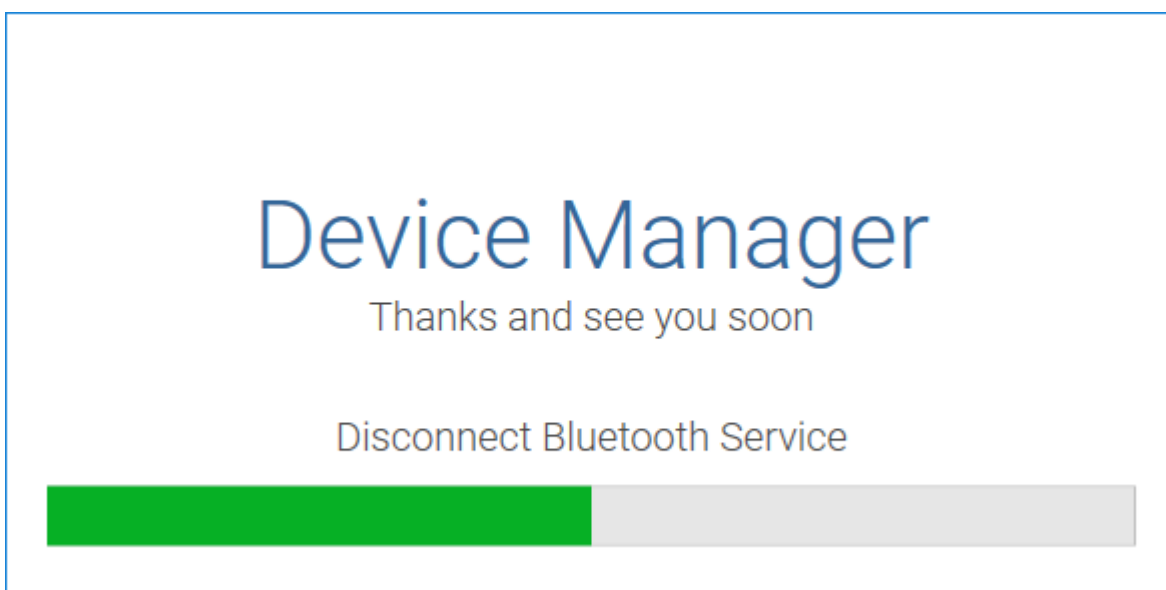 Device Manager
Thanks and see you soon
Disconnect Bluetooth Service